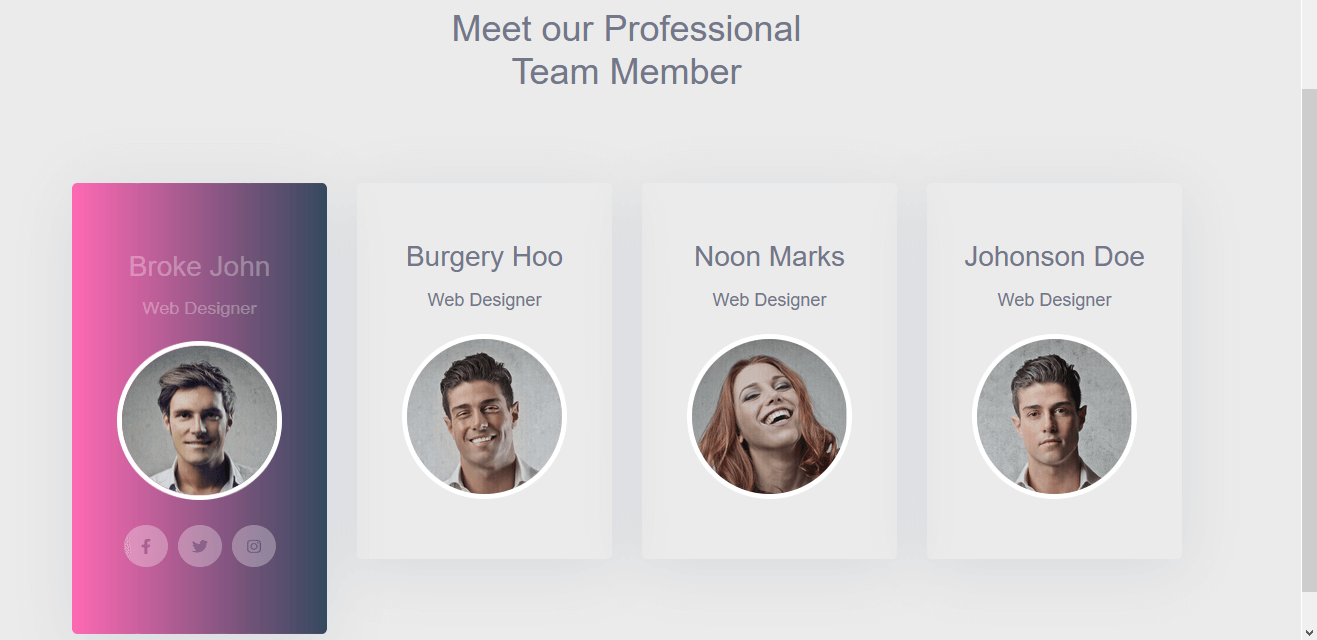 Meet our Professional
Team Member
Broke John
Web Designer
Burgery Hoo
Web Designer
Noon Marks
Web Designer
Johonson Doe
Web Designer